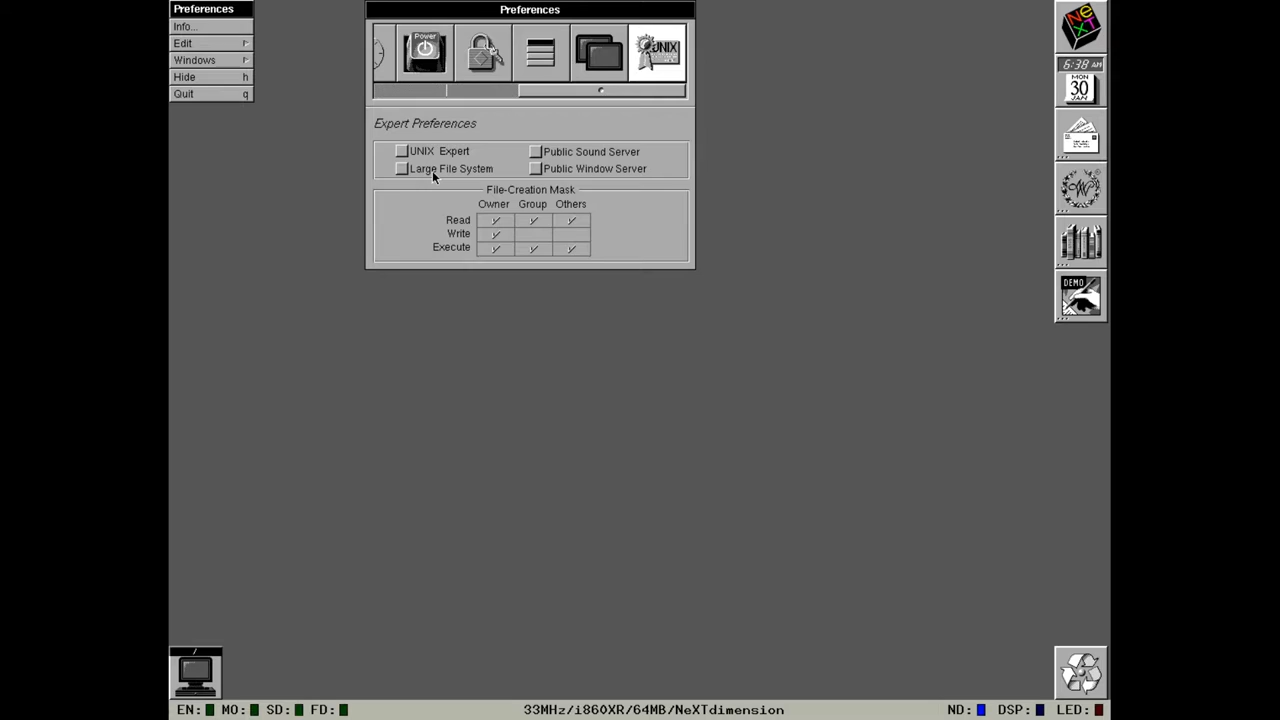 Preferences
Info...
Edit
Windows
Hide h
Quit q
Preferences
Power
UNIX
Expert Preferences
UNIX Expert
Public Sound Server
Large File System
Public Window Server
File-Creation Mask
Owner Group Others
Read
Write
Execute
NeXT
6:38 AM
MON
30
JAN
DEMO
/
EN: MO: SD: FD:
33MHz/i860XR/64MB/NeXTdimension
ND: DSP: LED: